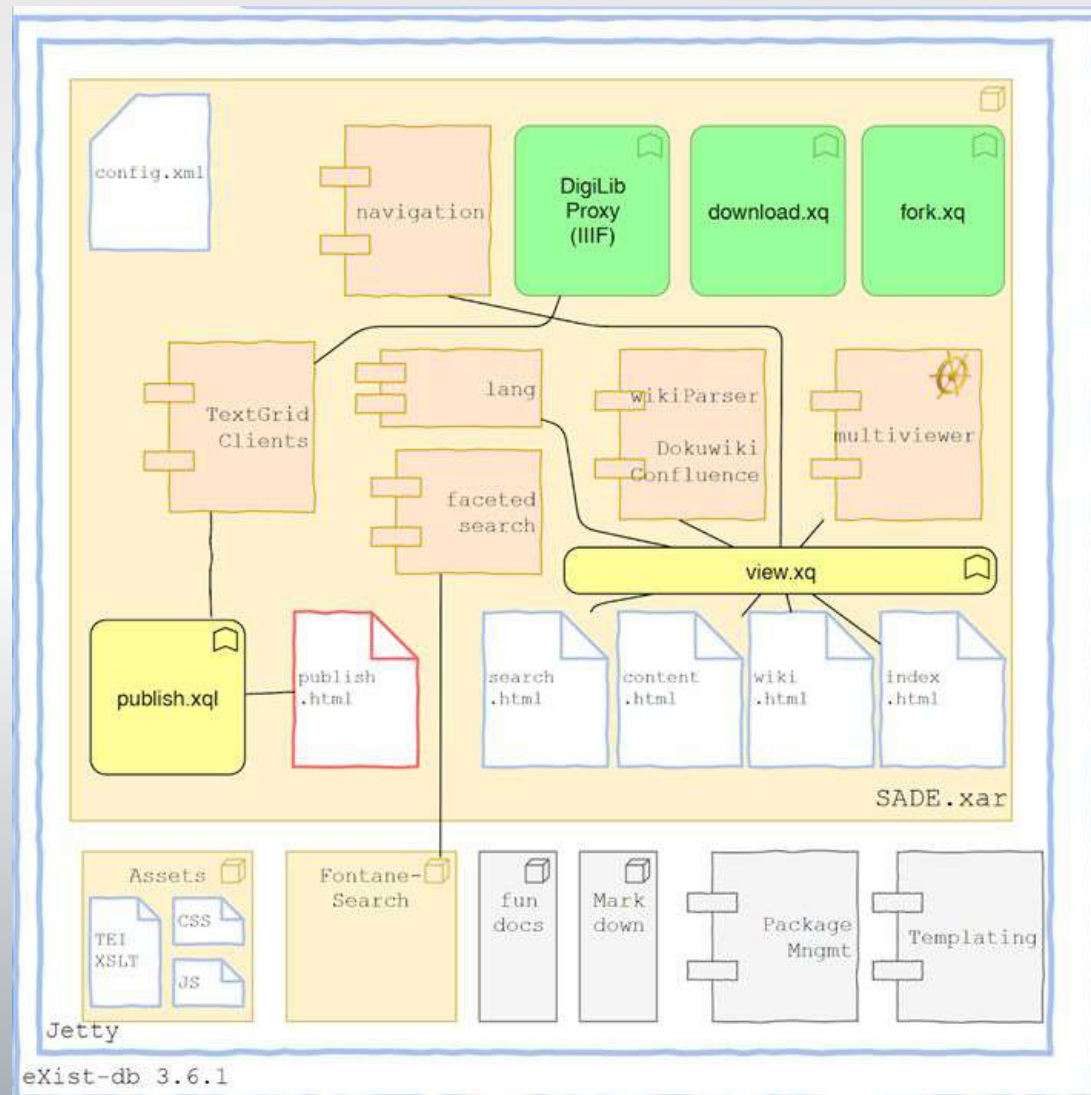 config.xml
navigation
DigiLib
Proxy
(IIIF)
download.xq
fork.xq
TextGrid
Clients
lang
wikiParser
Dokuwiki
Confluence
multiviewer
faceted
search
view.xq
publish.xql
publish
.html
search
.html
content
.html
wiki
.html
index
.html
SADE.xar
Assets
TEI
XSLT
CSS
JS
Fontane-
Search
fun
docs
Mark
down
Package
Mngmt
Templating
Jetty
eXist-db 3.6.1